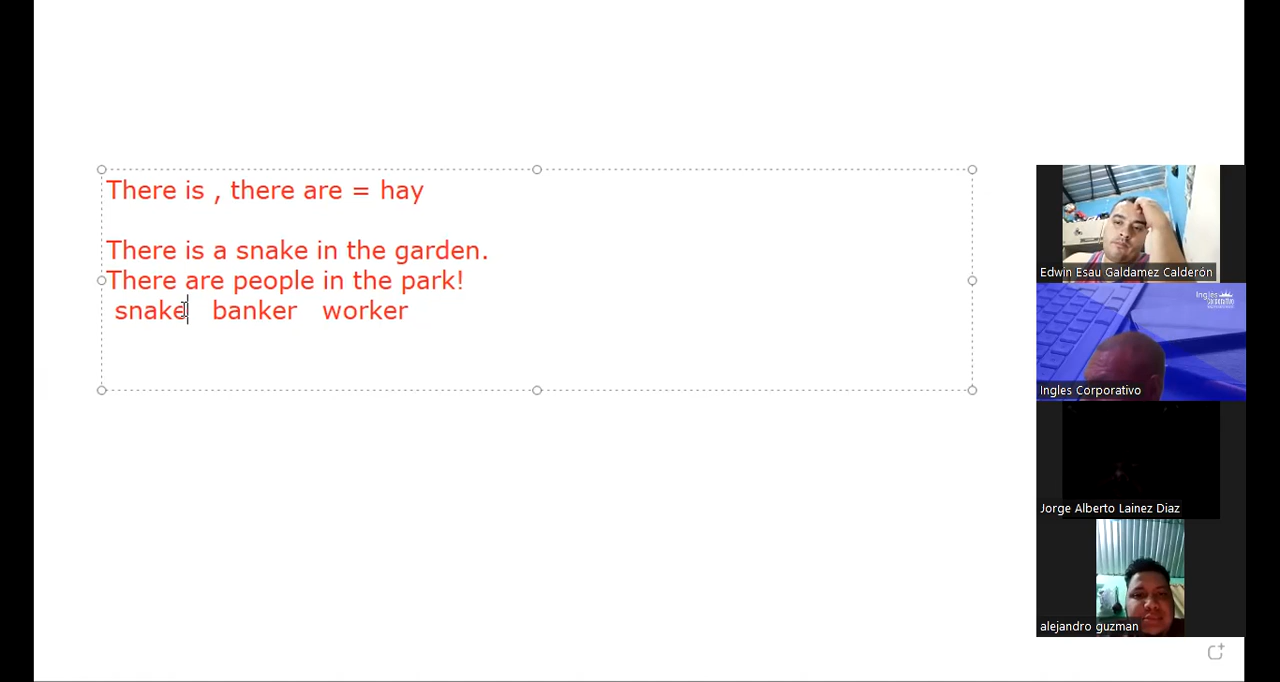 There is , there are = hay
There is a snake in the garden.
There are people in the park!
snake banker worker
Edwin Esau Galdamez Calderón
Ingles Corporativo
Jorge Alberto Lainez Diaz
alejandro guzman